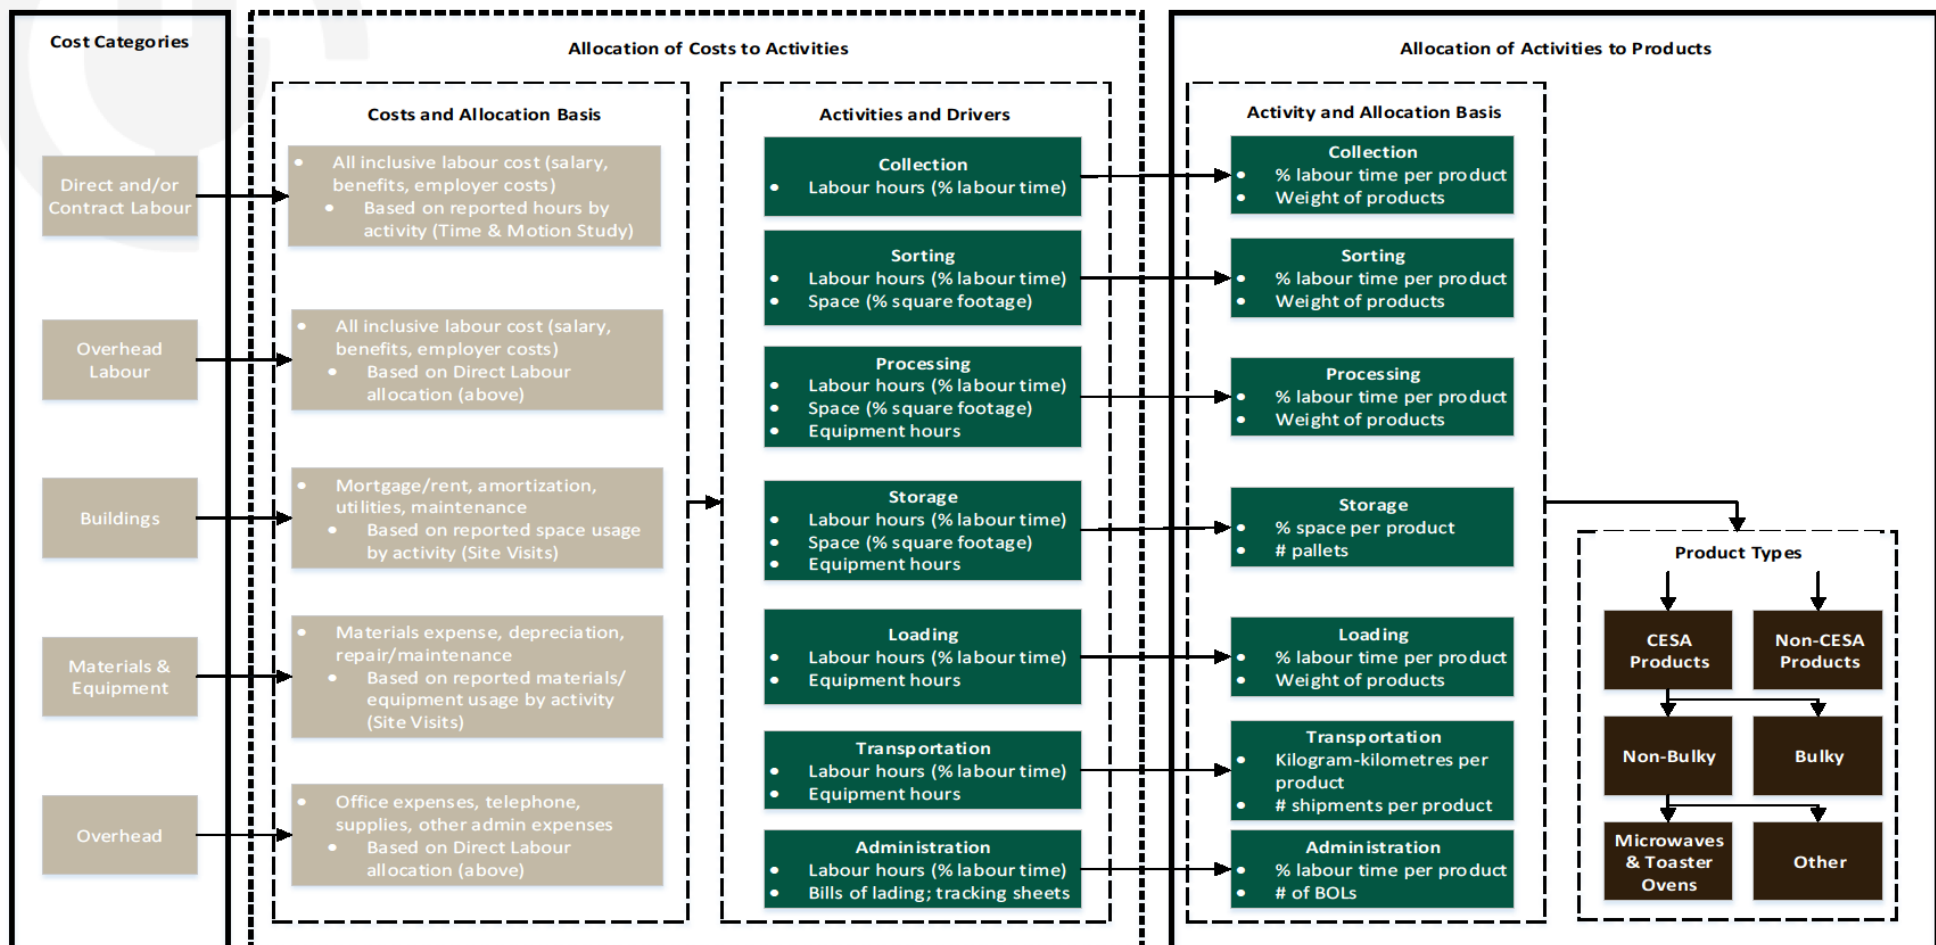 Cost Categories
Direct and/or
Contract Labour
Overhead
Labour
Buildings
Materials &
Equipment
Overhead
Allocation of Costs to Activities
Costs and Allocation Basis
• All inclusive labour cost (salary,
benefits, employer costs)
• Based on reported hours by
activity (Time & Motion Study)
• All inclusive labour cost (salary,
benefits, employer costs)
• Based on Direct Labour
allocation (above)
• Mortgage/rent, amortization,
utilities, maintenance
• Based on reported space usage
by activity (Site Visits)
• Materials expense, depreciation,
repair/maintenance
• Based on reported materials/
equipment usage by activity
(Site Visits)
• Office expenses, telephone,
supplies, other admin expenses
• Based on Direct Labour
allocation (above)
Activities and Drivers
Collection
• Labour hours (% labour time)
Sorting
• Labour hours (% labour time)
• Space (% square footage)
Processing
• Labour hours (% labour time)
• Space (% square footage)
• Equipment hours
Storage
• Labour hours (% labour time)
• Space (% square footage)
• Equipment hours
Loading
• Labour hours (% labour time)
• Equipment hours
Transportation
• Labour hours (% labour time)
• Equipment hours
Administration
• Labour hours (% labour time)
• Bills of lading; tracking sheets
Allocation of Activities to Products
Activity and Allocation Basis
Collection
• % labour time per product
• Weight of products
Sorting
• % labour time per product
• Weight of products
Processing
• % labour time per product
• Weight of products
Storage
• % space per product
• # pallets
Loading
• % labour time per product
• Weight of products
Transportation
• Kilogram-kilometres per
product
• # shipments per product
Administration
• % labour time per product
• # of BOLs
Product Types
CESA
Products
Non-CESA
Products
Non-Bulky
Bulky
Microwaves
& Toaster
Ovens
Other